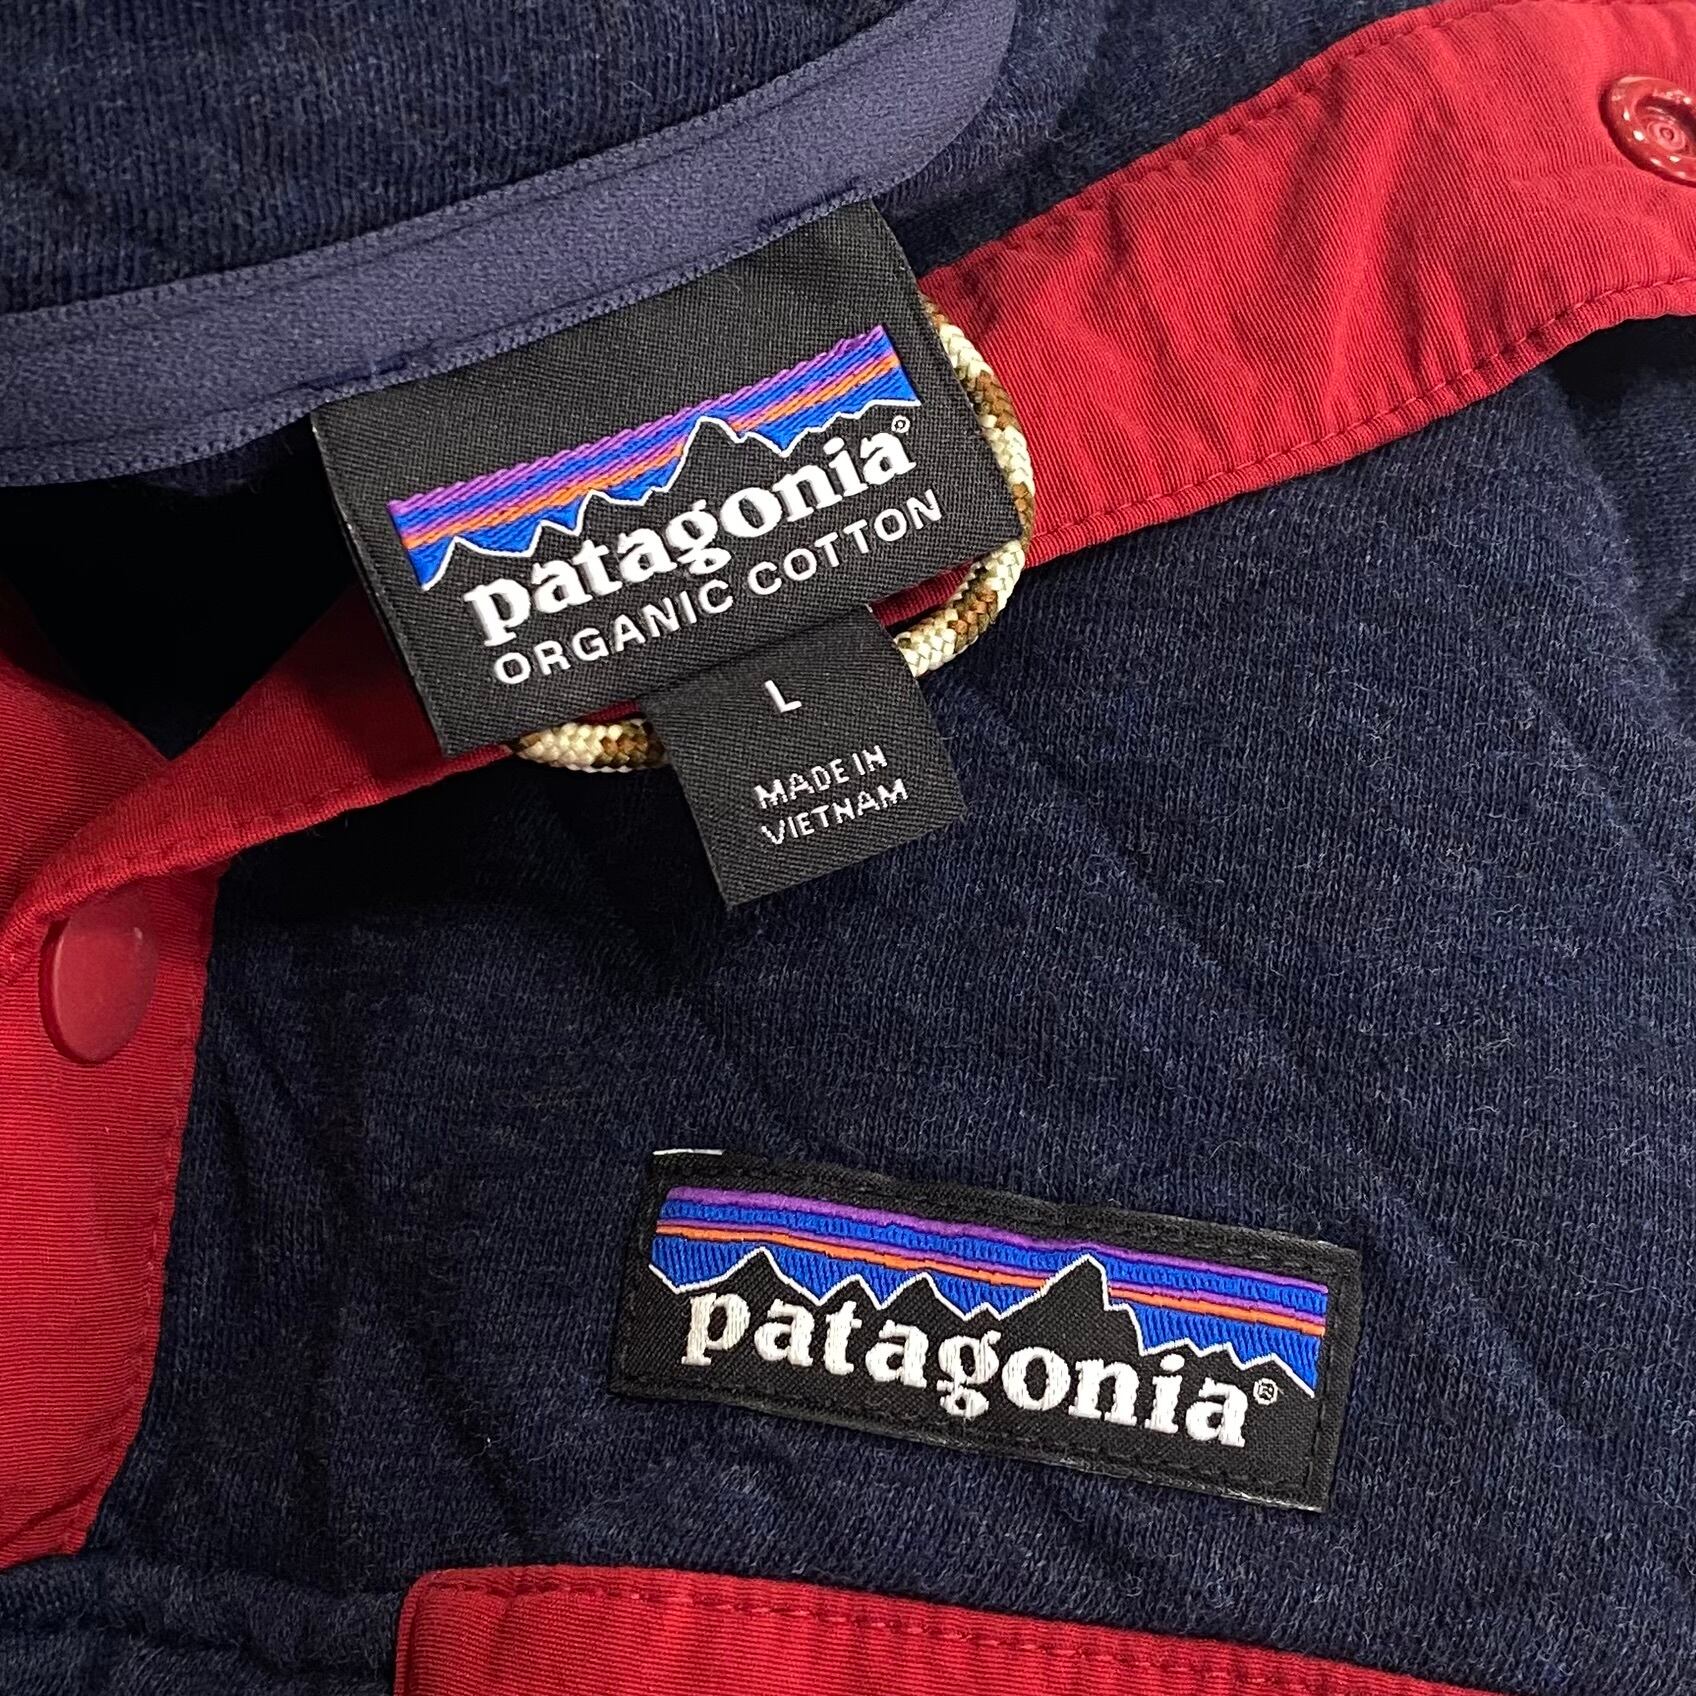 patagonia®
ORGANIC COTTON
L
MADE IN
VIETNAM
patagonia®